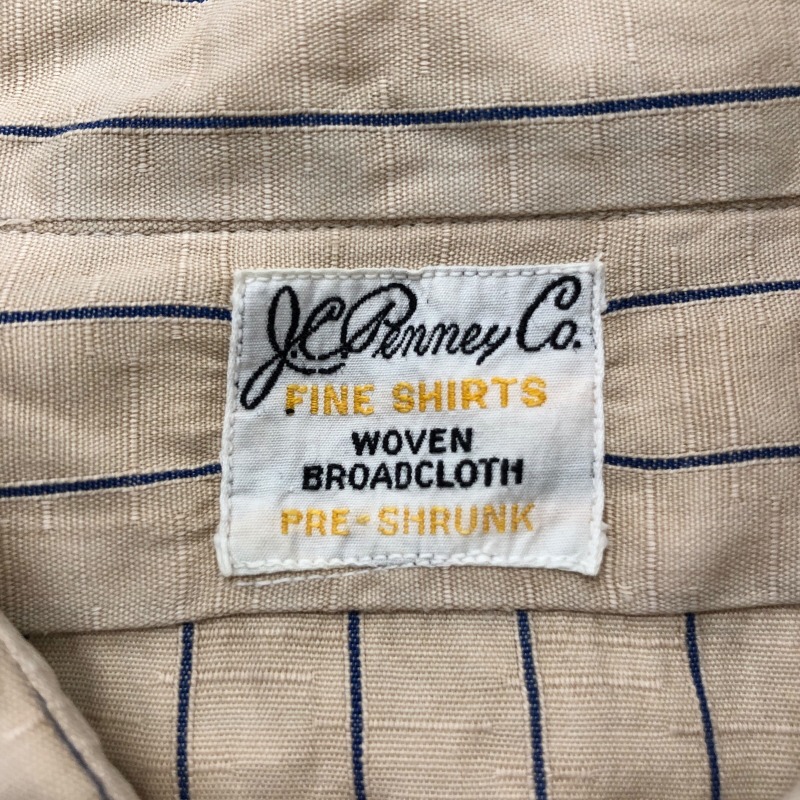 J.C. Penney Co.
FINE SHIRTS
WOVEN
BROADCLOTH
PRE-SHRUNK